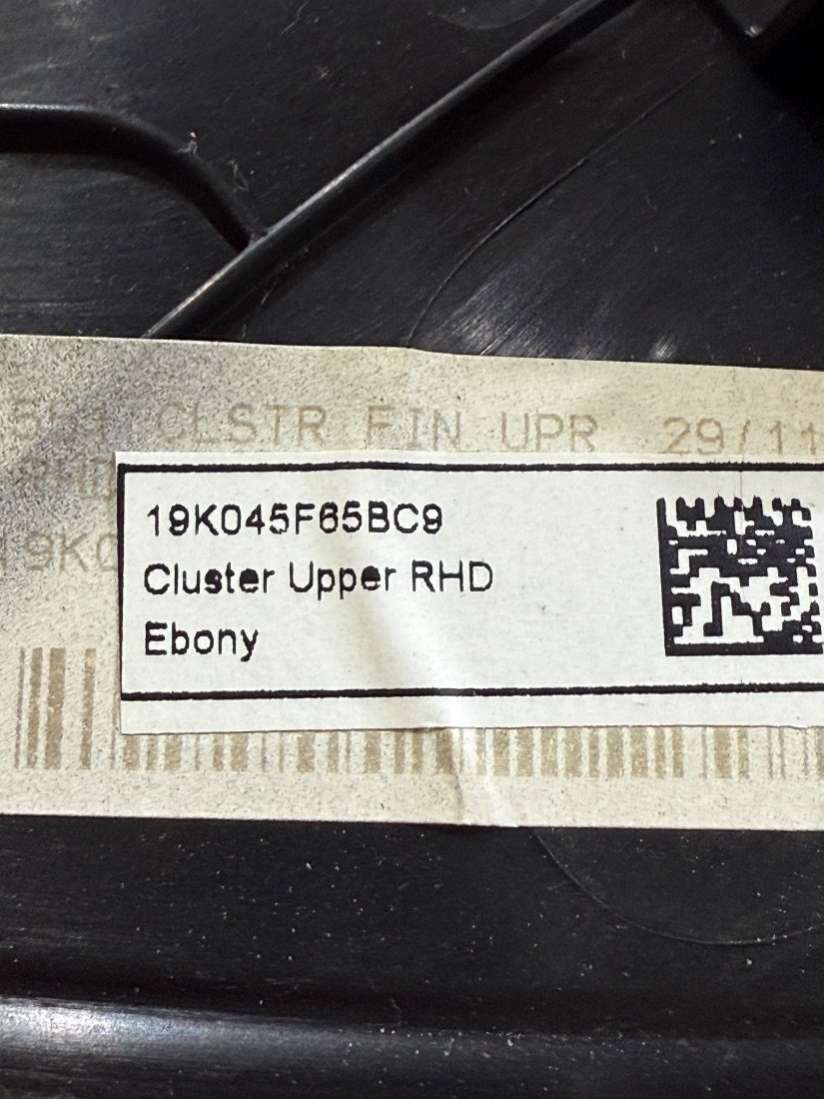 CLSTR FIN UPR 29/11
19K045F65BC9
Cluster Upper RHD
Ebony